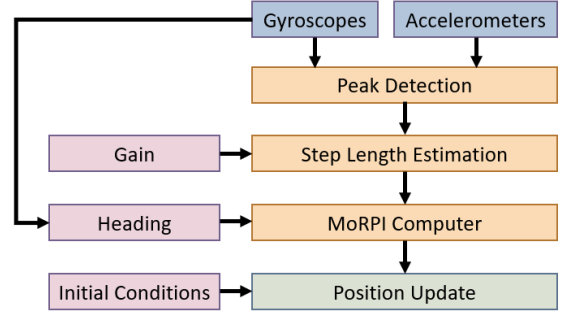 Gyroscopes
Accelerometers
Peak Detection
Gain
Step Length Estimation
Heading
MoRPI Computer
Initial Conditions
Position Update